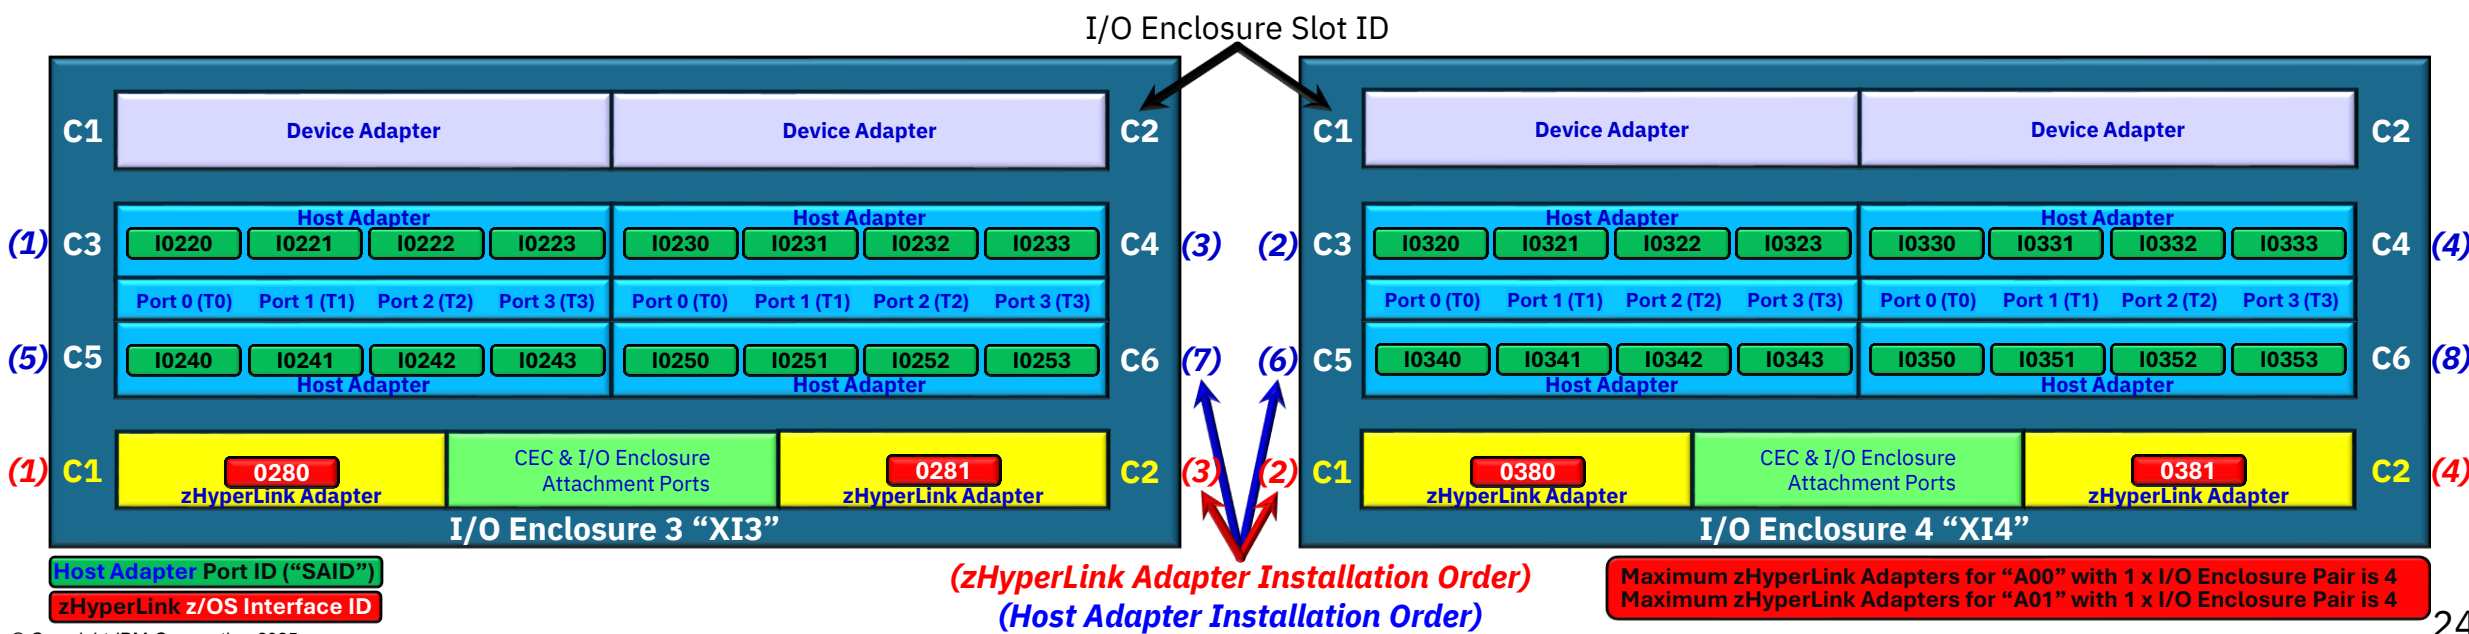 I/O Enclosure Slot ID
C1 Device Adapter Device Adapter C2
C1 Device Adapter Device Adapter C2
Host Adapter Host Adapter
Host Adapter Host Adapter
(1) C3 I0220 I0221 I0222 I0223 I0230 I0231 I0232 I0233 C4 (3)
(2) C3 I0320 I0321 I0322 I0323 I0330 I0331 I0332 I0333 C4 (4)
Port 0 (T0) Port 1 (T1) Port 2 (T2) Port 3 (T3) Port 0 (T0) Port 1 (T1) Port 2 (T2) Port 3 (T3)
Port 0 (T0) Port 1 (T1) Port 2 (T2) Port 3 (T3) Port 0 (T0) Port 1 (T1) Port 2 (T2) Port 3 (T3)
(5) C5 I0240 I0241 I0242 I0243 I0250 I0251 I0252 I0253 C6 (7)
(6) C5 I0340 I0341 I0342 I0343 I0350 I0351 I0352 I0353 C6 (8)
Host Adapter Host Adapter
Host Adapter Host Adapter
(1) C1 0280 CEC & I/O Enclosure 0281 C2 (3)
zHyperLink Adapter Attachment Ports zHyperLink Adapter
(2) C1 0380 CEC & I/O Enclosure 0381 C2 (4)
zHyperLink Adapter Attachment Ports zHyperLink Adapter
I/O Enclosure 3 “XI3”
I/O Enclosure 4 “XI4”
Host Adapter Port ID (“SAID”)
zHyperLink z/OS Interface ID
(zHyperLink Adapter Installation Order)
(Host Adapter Installation Order)
Maximum zHyperLink Adapters for “A00” with 1 x I/O Enclosure Pair is 4
Maximum zHyperLink Adapters for “A01” with 1 x I/O Enclosure Pair is 4
24